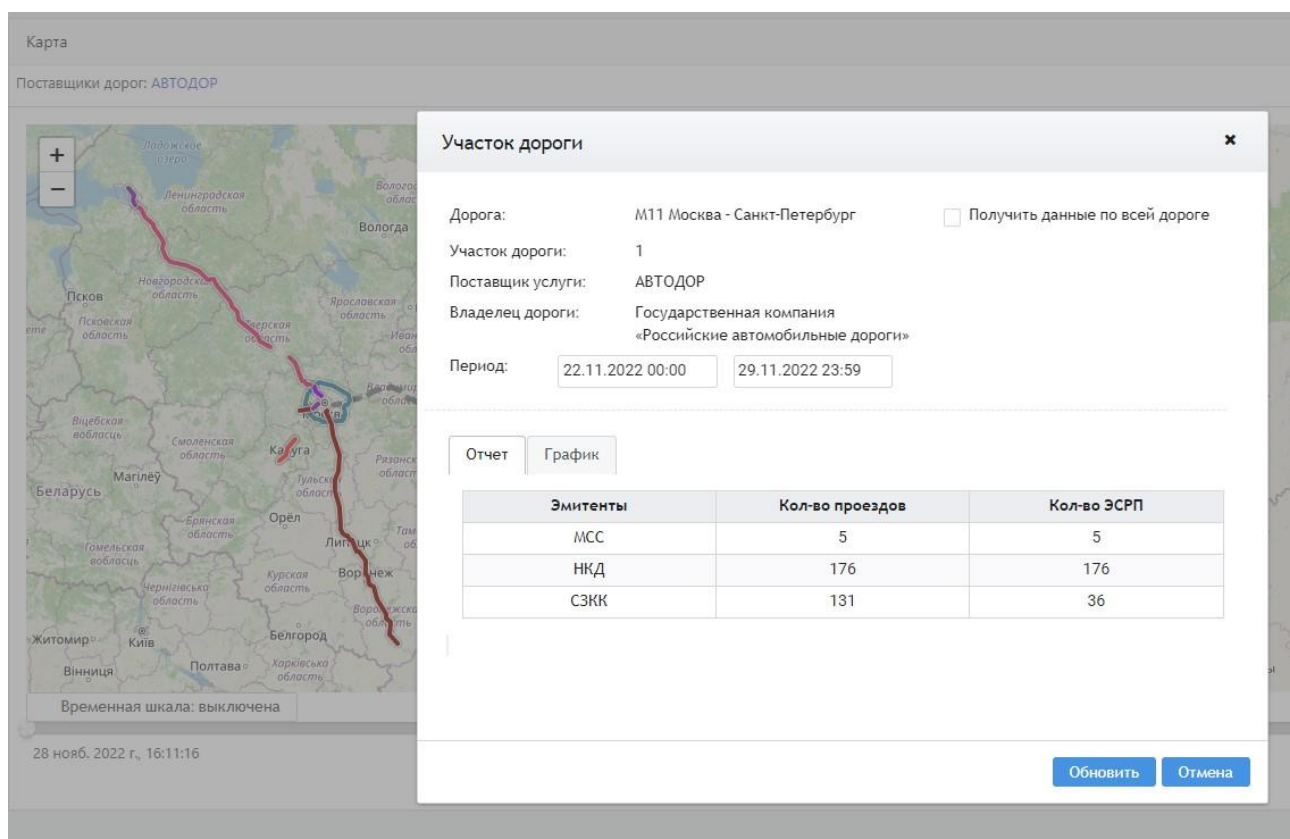 Карта
Поставщики дорог: АВТОДОР
+
−
Ладожское
озеро
Ленинградская
область
Вологда
Новгородская
область
Псков
Псковская
область
Ярославская
область
Тверская
область
Віцебская
вобласць
Смоленская
область
Калуга
Магілёў
Беларусь
Брянская
область
Орёл
Липецк
Гомельская
вобласць
Курская
область
Воронеж
Чернігівська
область
Белгород
Житомир
Київ
Вінниця
Полтава
Харківська
область
Временная шкала: выключена
28 нояб. 2022 г., 16:11:16
Участок дороги
Дорога: М11 Москва - Санкт-Петербург Получить данные по всей дороге
Участок дороги: 1
Поставщик услуги: АВТОДОР
Владелец дороги: Государственная компания
«Российские автомобильные дороги»
Период: 22.11.2022 00:00 29.11.2022 23:59
Отчет График
Эмитенты Кол-во проездов Кол-во ЭСРП
МСС 5 5
НКД 176 176
СЗКК 131 36
Обновить Отмена